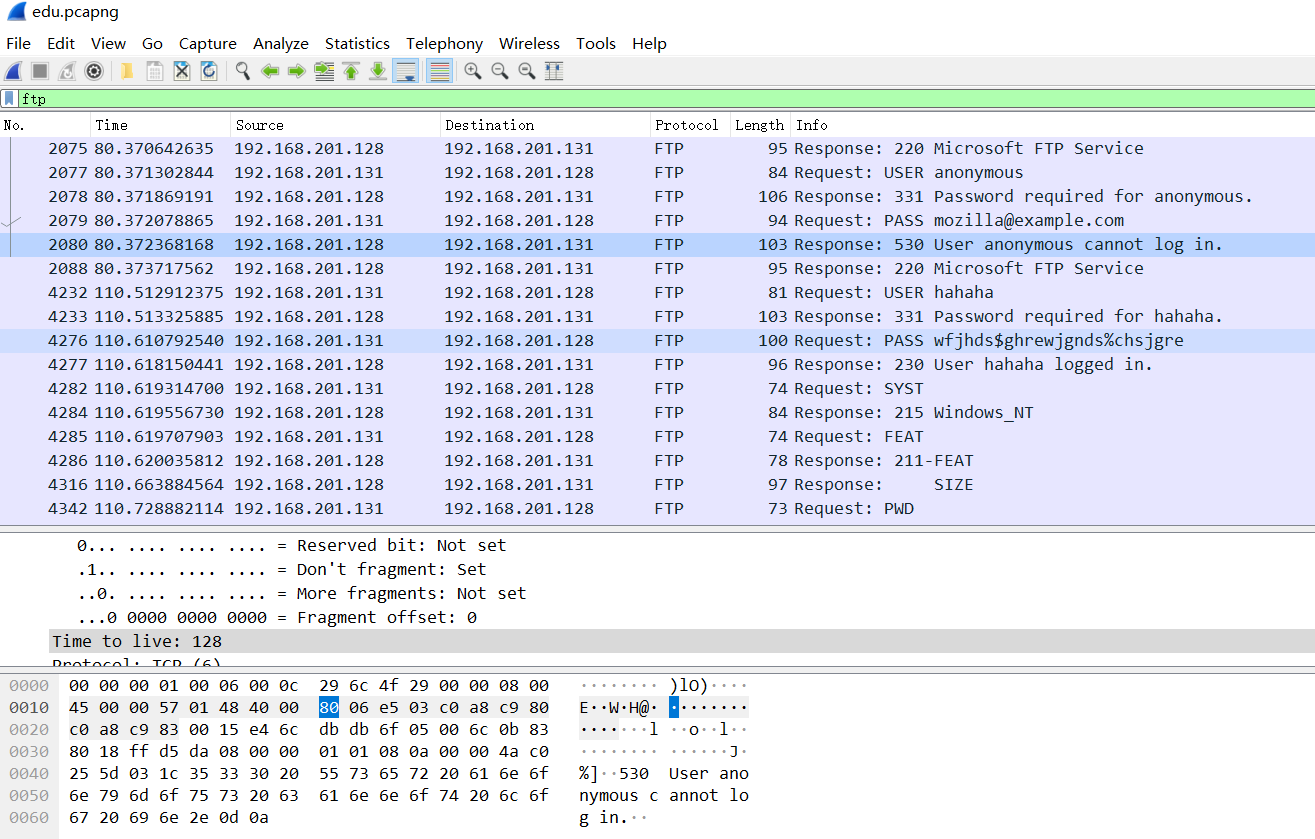 edu.pcapng
File Edit View Go Capture Analyze Statistics Telephony Wireless Tools Help
ftp
No. Time Source Destination Protocol Length Info
2075 80.370642635 192.168.201.128 192.168.201.131 FTP 95 Response: 220 Microsoft FTP Service
2077 80.371302844 192.168.201.131 192.168.201.128 FTP 84 Request: USER anonymous
2078 80.371869191 192.168.201.128 192.168.201.131 FTP 106 Response: 331 Password required for anonymous.
2079 80.372078865 192.168.201.131 192.168.201.128 FTP 94 Request: PASS mozilla@example.com
2080 80.372368168 192.168.201.128 192.168.201.131 FTP 103 Response: 530 User anonymous cannot log in.
2088 80.373717562 192.168.201.128 192.168.201.131 FTP 95 Response: 220 Microsoft FTP Service
4232 110.512912375 192.168.201.131 192.168.201.128 FTP 81 Request: USER hahaha
4233 110.513325885 192.168.201.128 192.168.201.131 FTP 103 Response: 331 Password required for hahaha.
4276 110.610792540 192.168.201.131 192.168.201.128 FTP 100 Request: PASS wfjhds$ghrewjgnds%chsjgre
4277 110.618150441 192.168.201.128 192.168.201.131 FTP 96 Response: 230 User hahaha logged in.
4282 110.619314700 192.168.201.131 192.168.201.128 FTP 74 Request: SYST
4284 110.619556730 192.168.201.128 192.168.201.131 FTP 84 Response: 215 Windows_NT
4285 110.619707903 192.168.201.131 192.168.201.128 FTP 74 Request: FEAT
4286 110.620035812 192.168.201.128 192.168.201.131 FTP 78 Response: 211-FEAT
4316 110.663884564 192.168.201.128 192.168.201.131 FTP 97 Response: SIZE
4342 110.728882114 192.168.201.131 192.168.201.128 FTP 73 Request: PWD
0... .... .... .... = Reserved bit: Not set
.1.. .... .... .... = Don't fragment: Set
..0. .... .... .... = More fragments: Not set
...0 0000 0000 0000 = Fragment offset: 0
Time to live: 128
Protocol: TCP (6)
0000 00 00 00 01 00 06 00 0c 29 6c 4f 29 00 00 08 00 ········ )lO)····
0010 45 00 00 57 01 48 40 00 80 06 e5 03 c0 a8 c9 80 E··W·H@· ········
0020 c0 a8 c9 83 00 15 e4 6c db db 6f 05 00 6c 0b 83 ·······l ··o··l··
0030 80 18 ff d5 da 08 00 00 01 01 08 0a 00 00 4a c0 ········ ······J·
0040 25 5d 03 1c 35 33 30 20 55 73 65 72 20 61 6e 6f %]··530 User ano
0050 6e 79 6d 6f 75 73 20 63 61 6e 6e 6f 74 20 6c 6f nymous c annot lo
0060 67 20 69 6e 2e 0d 0a g in.··